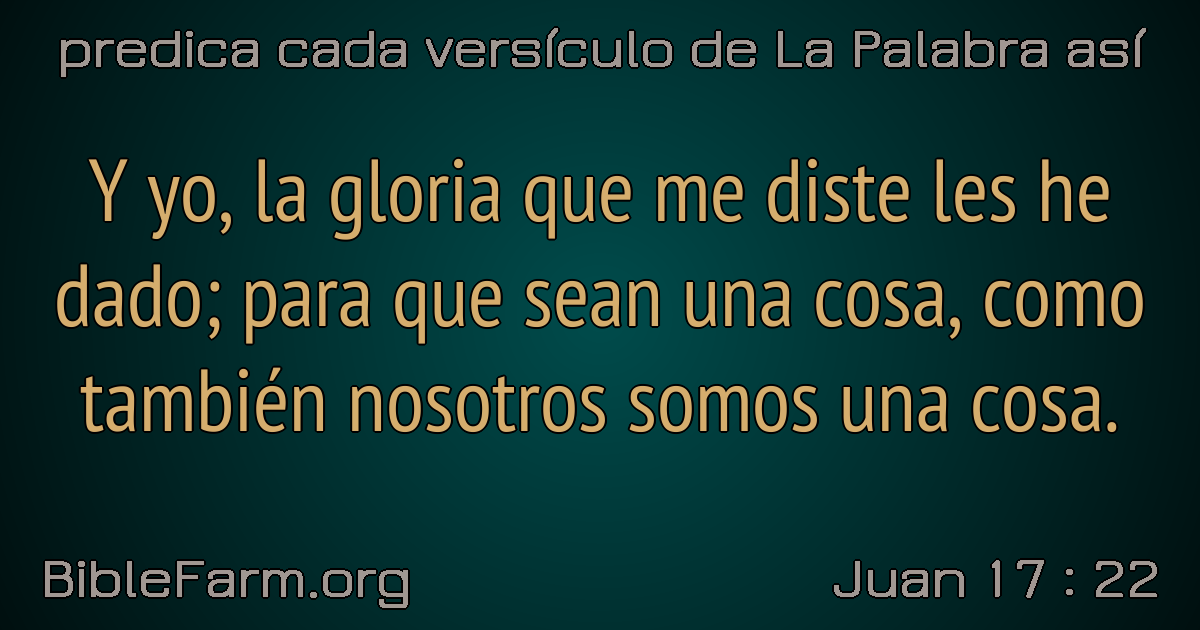 predica cada versículo de La Palabra así
Y yo, la gloria que me diste les he
dado; para que sean una cosa, como
también nosotros somos una cosa.
BibleFarm.org
Juan 17 : 22